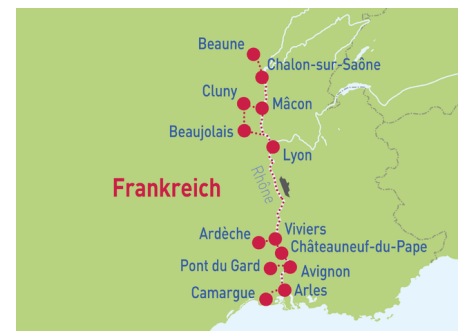 Beaune
Chalon-sur-Saône
Cluny
Mâcon
Beaujolais
Lyon
Rhône
Frankreich
Viviers
Ardèche
Châteauneuf-du-Pape
Pont du Gard
Avignon
Camargue
Arles